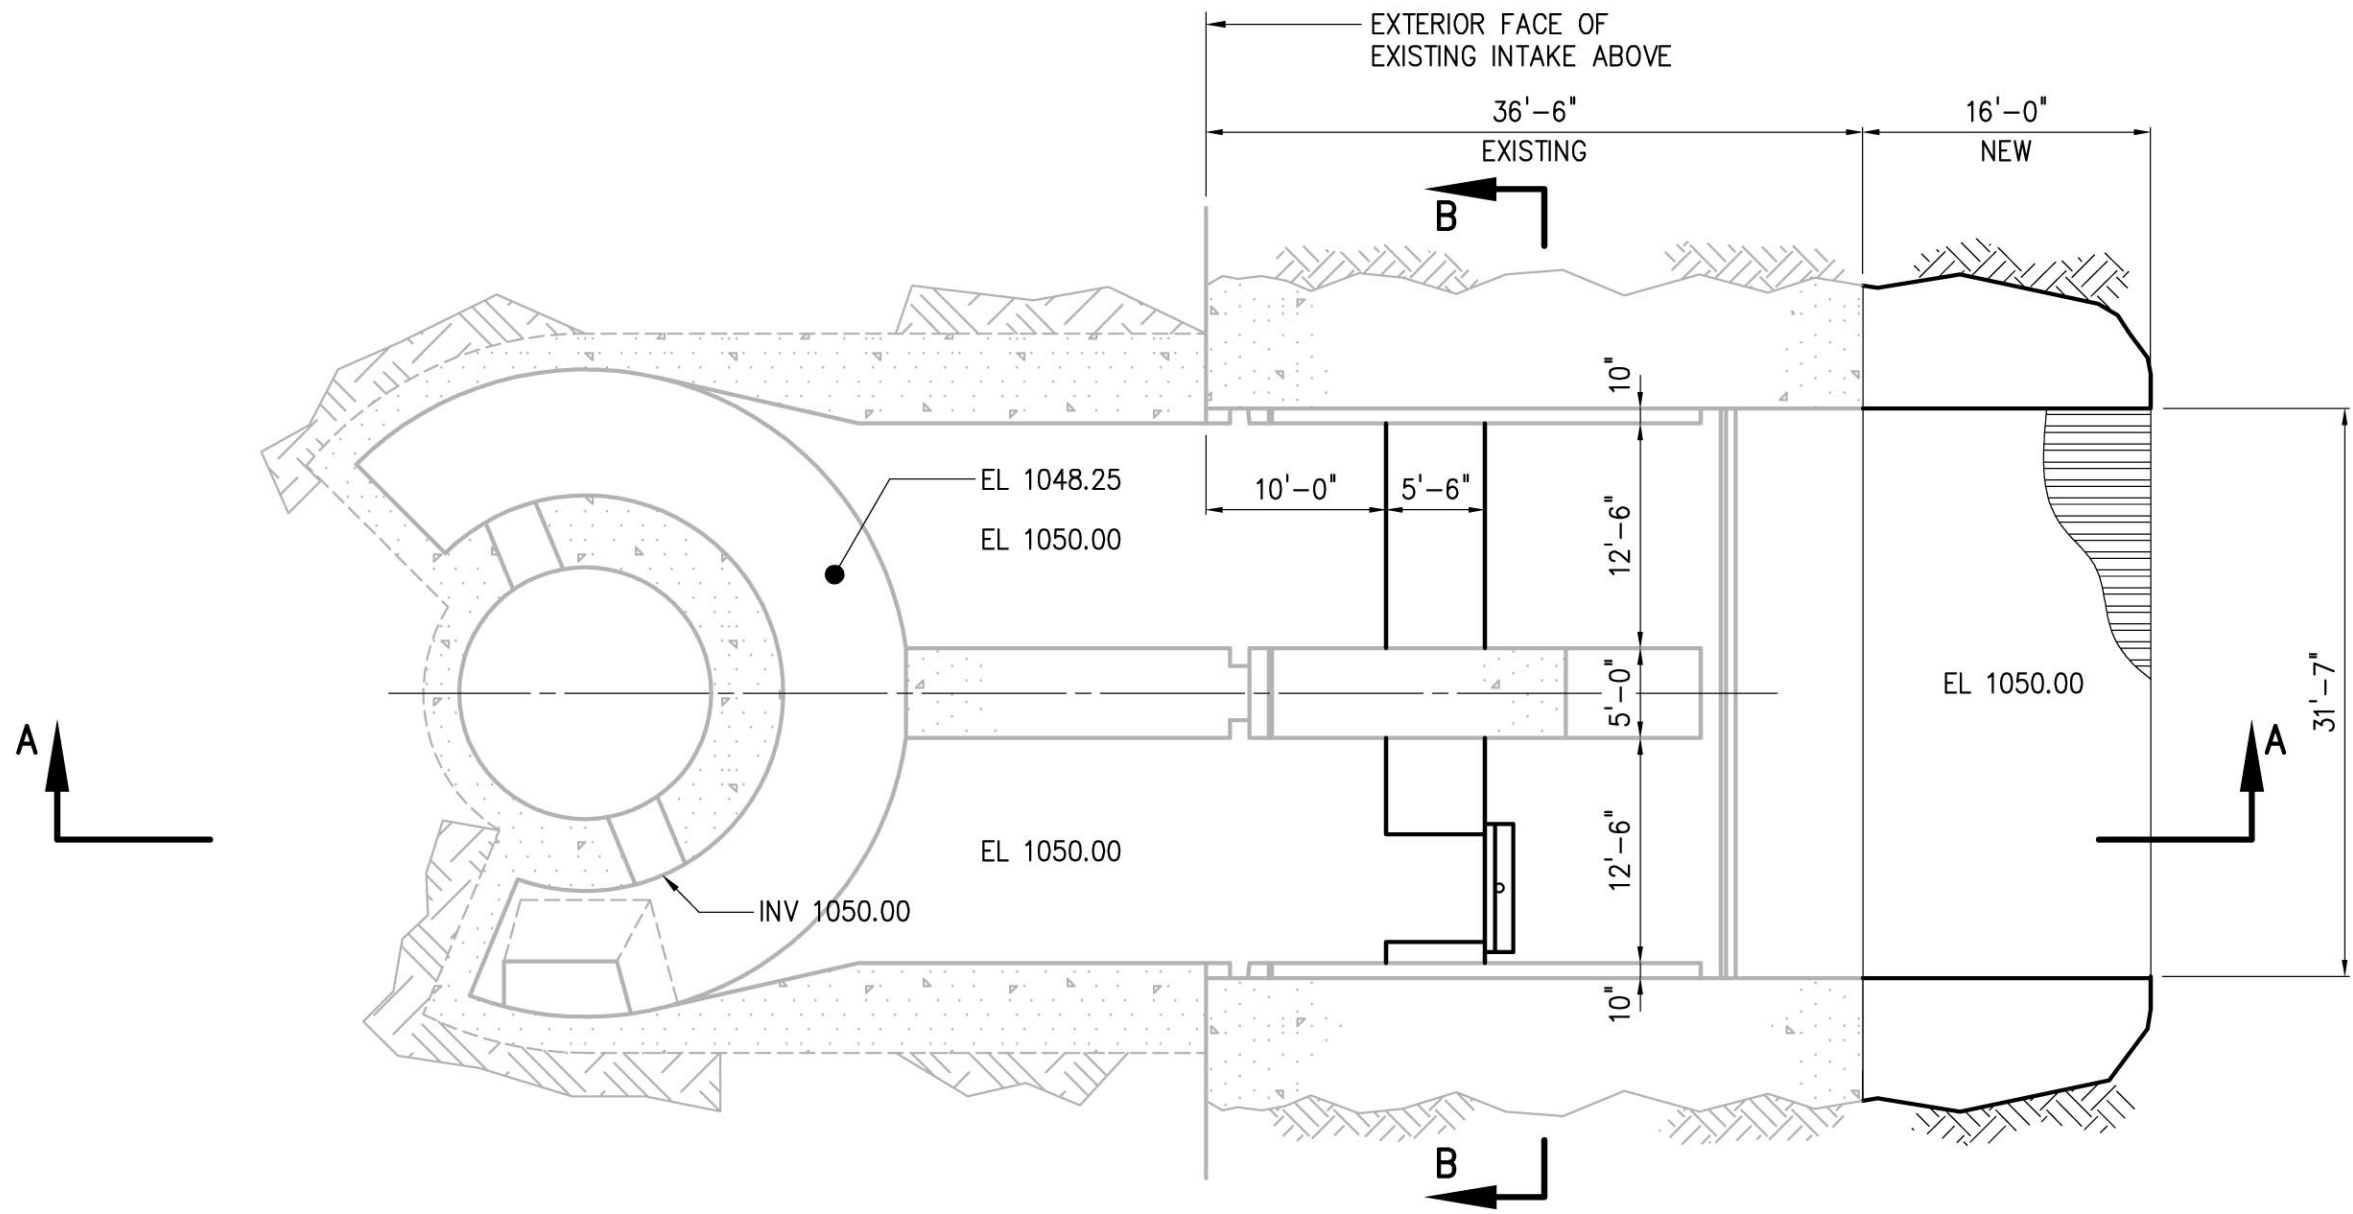 EXTERIOR FACE OF
EXISTING INTAKE ABOVE
36'-6"
16'-0"
EXISTING
NEW
B
10"
EL 1048.25
10'-0"
5'-6"
12'-6"
EL 1050.00
5'-0"
EL 1050.00
31'-7"
A
A
EL 1050.00
12'-6"
INV 1050.00
10"
B